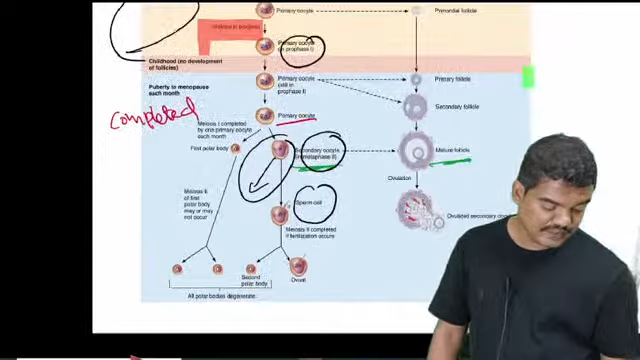 Primary oocyte
Primordial follicle
Primary oocyte
(in prophase I)
Childhood (no development
of follicles)
Puberty to menopause
each month
Primary oocyte
(still in prophase I)
Primary follicle
Secondary follicle
completed
Primary oocyte
Meiosis I completed
by one primary oocyte
each month
First polar body
Secondary oocyte
(in metaphase II)
Mature follicle
Ovulation
Meiosis II
of first
polar body
may or may
not occur
Sperm cell
Ovulated secondary
Meiosis II completed
if fertilization occurs
Second
polar body
Ovum
All polar bodies degenerate